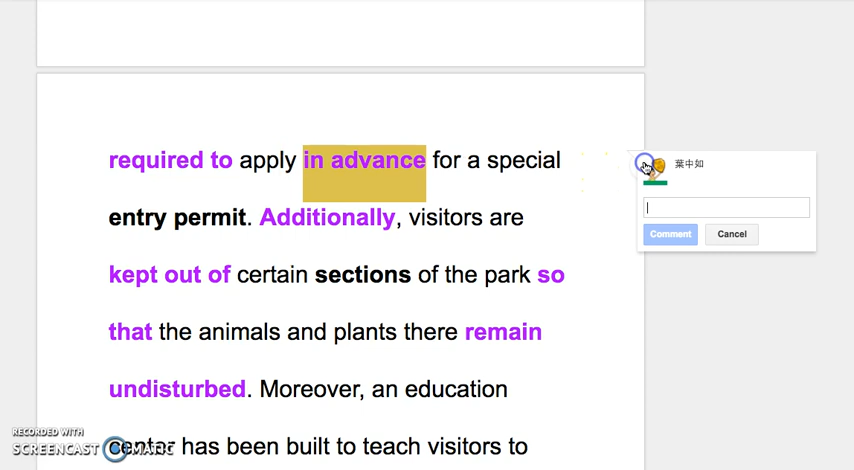 required to apply in advance for a special
entry permit. Additionally, visitors are
kept out of certain sections of the park so
that the animals and plants there remain
undisturbed. Moreover, an education
center has been built to teach visitors to
葉中如
Comment
Cancel
RECORDED WITH
SCREENCAST MATIC